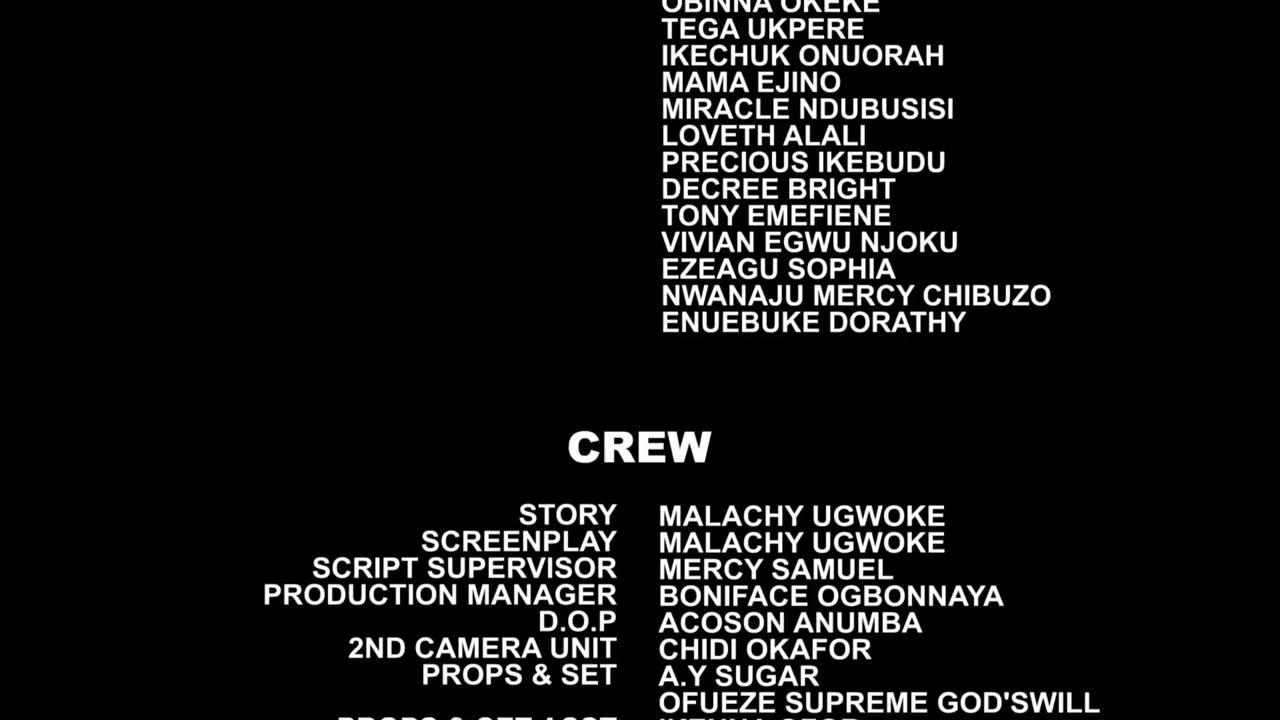 OBINNA OKEKE
TEGA UKPERE
IKECHUK ONUORAH
MAMA EJINO
MIRACLE NDUBUSISI
LOVETH ALALI
PRECIOUS IKEBUDU
DECREE BRIGHT
TONY EMEFIENE
VIVIAN EGWU NJOKU
EZEAGU SOPHIA
NWANAJU MERCY CHIBUZO
ENUEBUKE DORATHY
CREW
STORY MALACHY UGWOKE
SCREENPLAY MALACHY UGWOKE
SCRIPT SUPERVISOR MERCY SAMUEL
PRODUCTION MANAGER BONIFACE OGBONNAYA
D.O.P ACOSON ANUMBA
2ND CAMERA UNIT CHIDI OKAFOR
PROPS & SET A.Y SUGAR
OFUEZE SUPREME GOD'SWILL